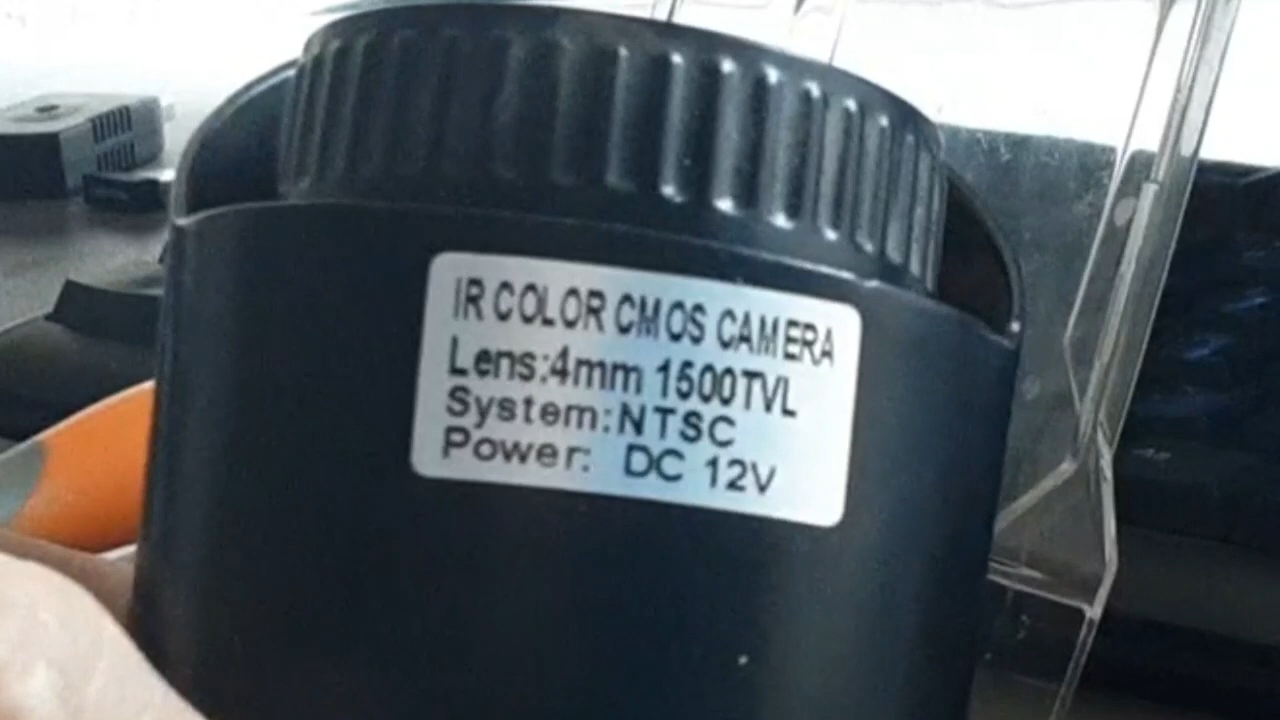 IR COLOR CMOS CAMERA
Lens:4mm 1500TVL
System:NTSC
Power: DC 12V